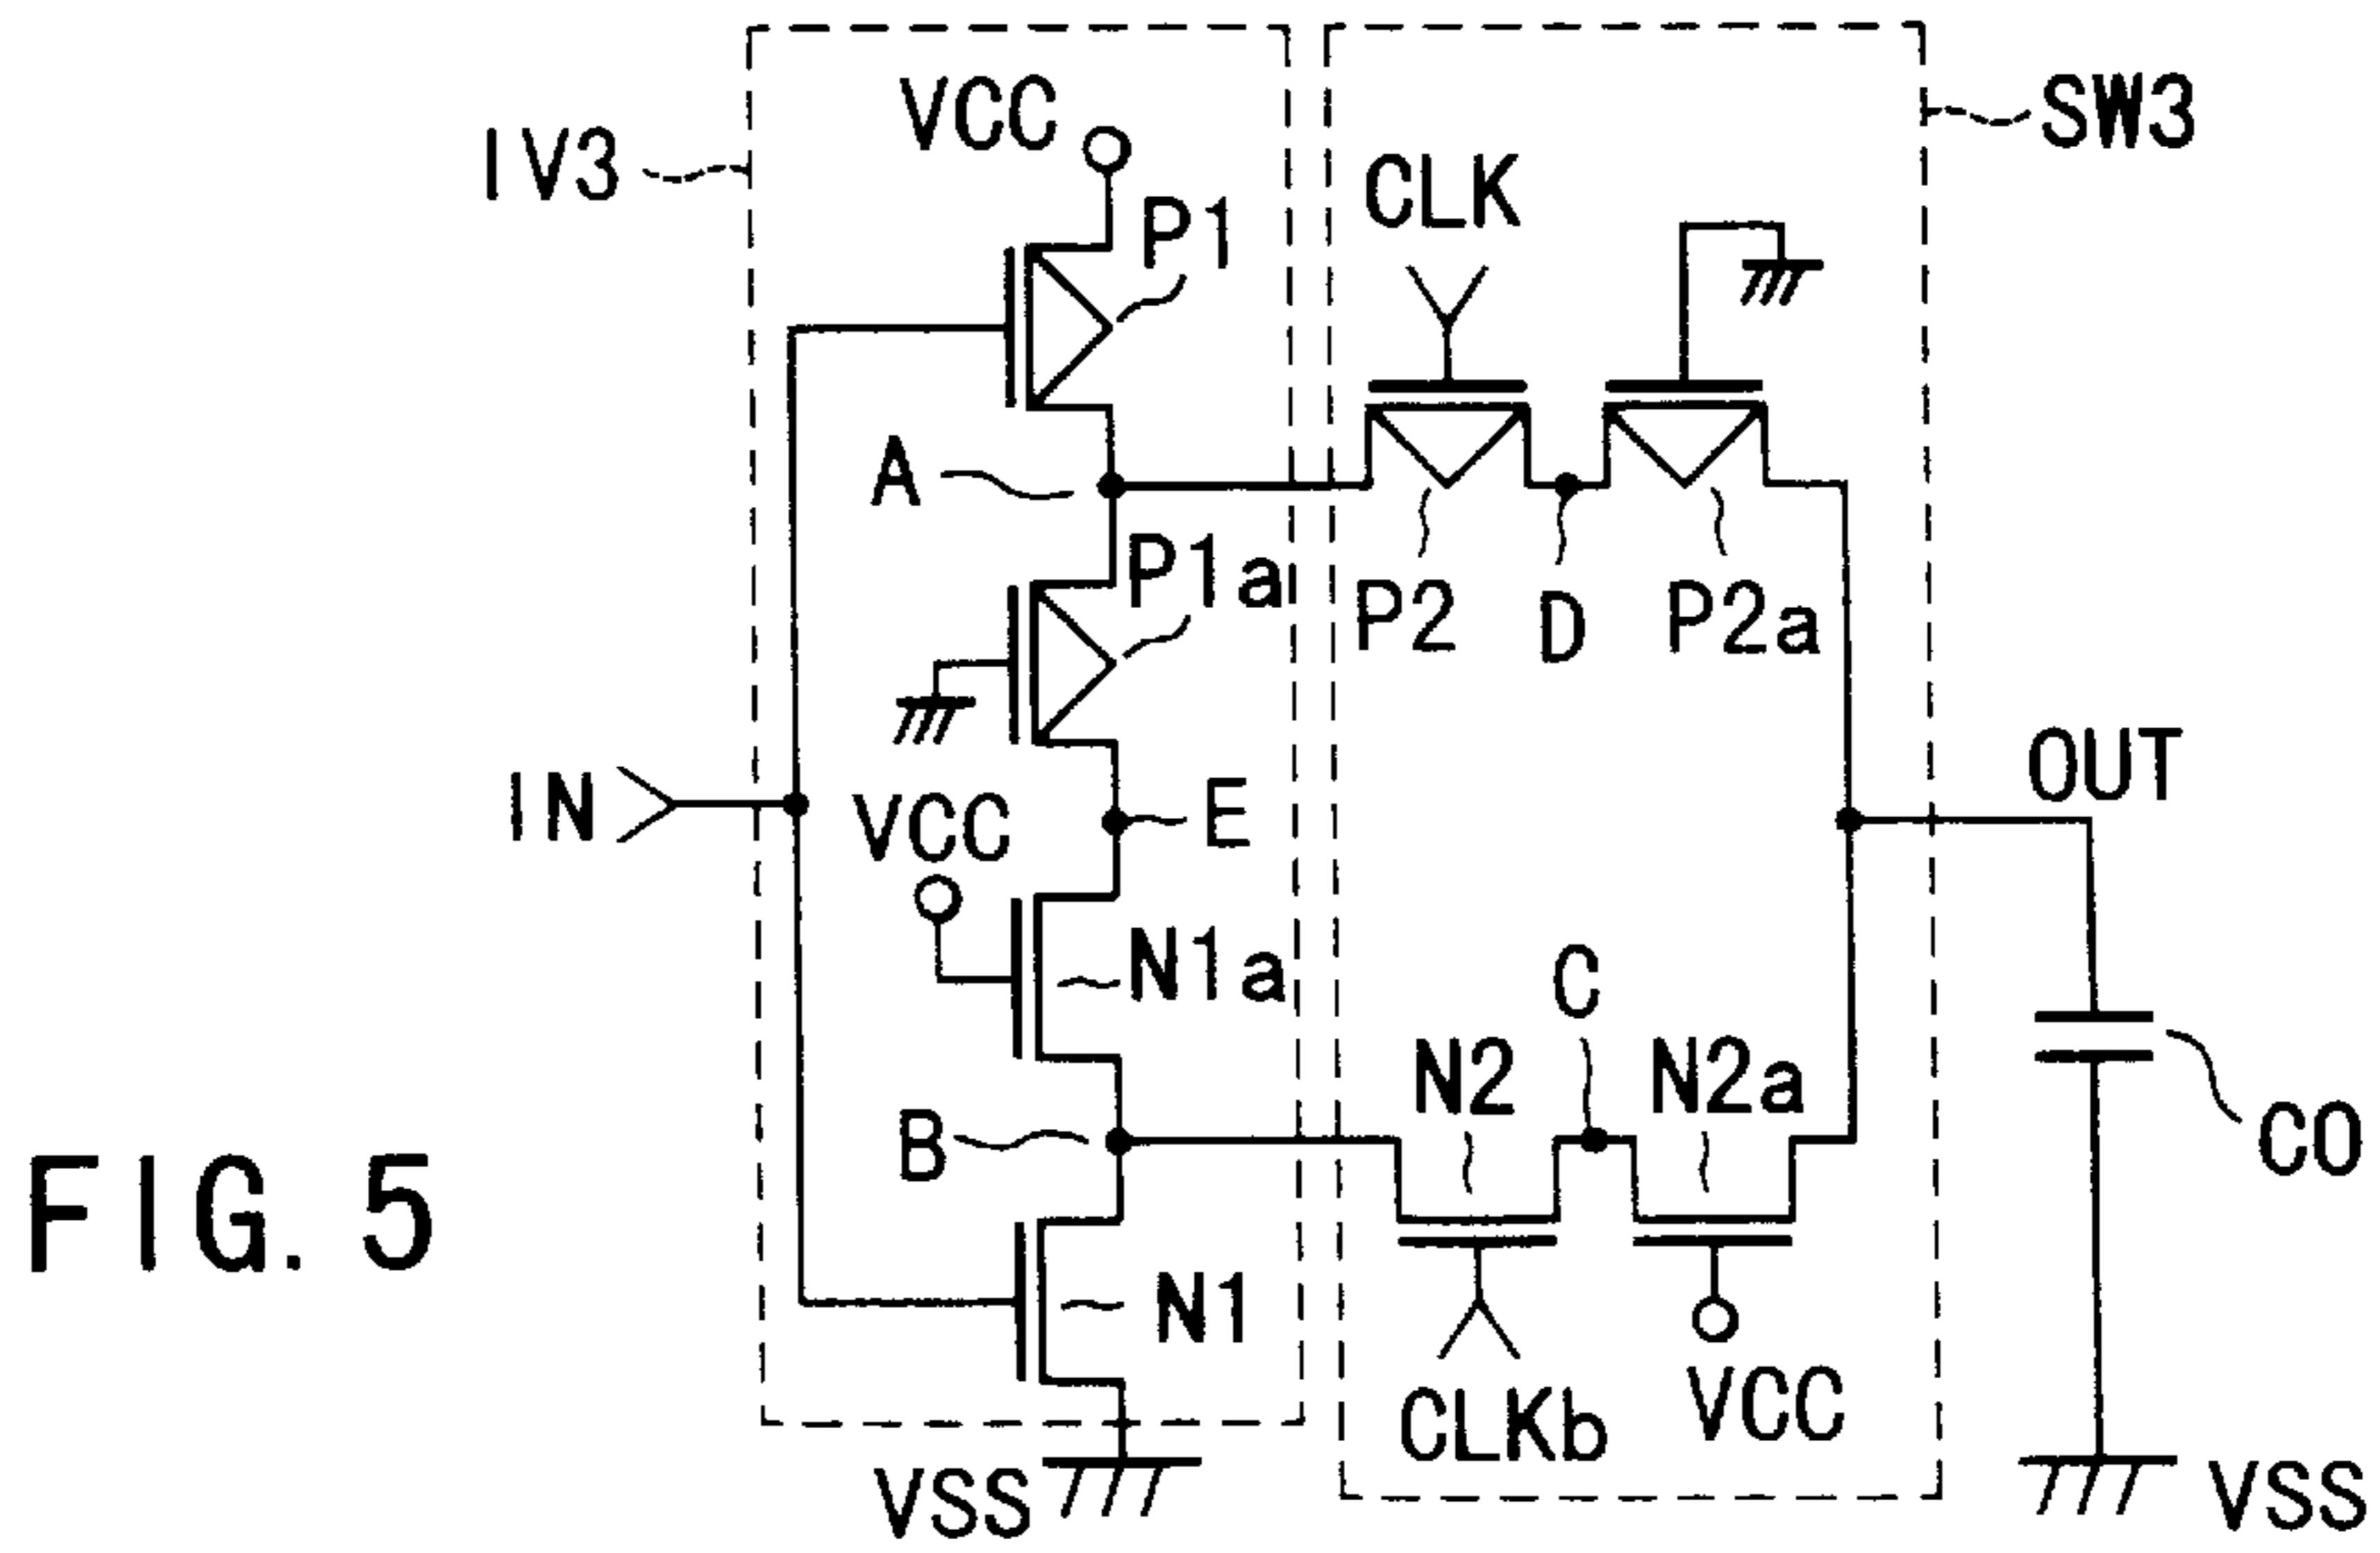 VCC
SW3
IV3
CLK
P1
A
P1a
P2
D
P2a
OUT
IN
VCC
E
N1a
C
N2
N2a
B
CO
FIG. 5
N1
VCC
CLKb
VSS
VSS